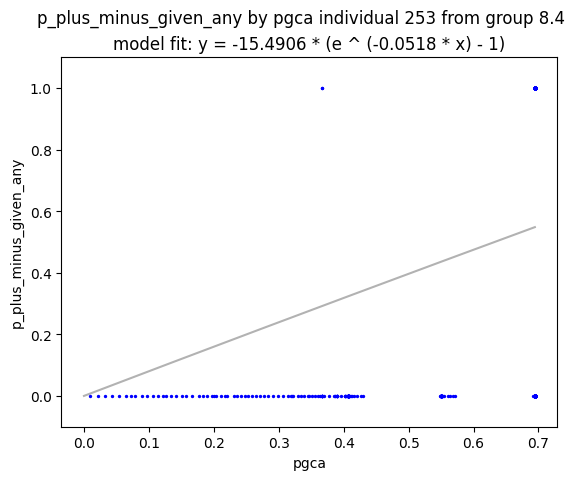 p_plus_minus_given_any by pgca individual 253 from group 8.4
model fit: y = -15.4906 * (e ^ (-0.0518 * x) - 1)
1.0
0.8
0.6
0.4
0.2
0.0
p_plus_minus_given_any
0.0 0.1 0.2 0.3 0.4 0.5 0.6 0.7
pgca